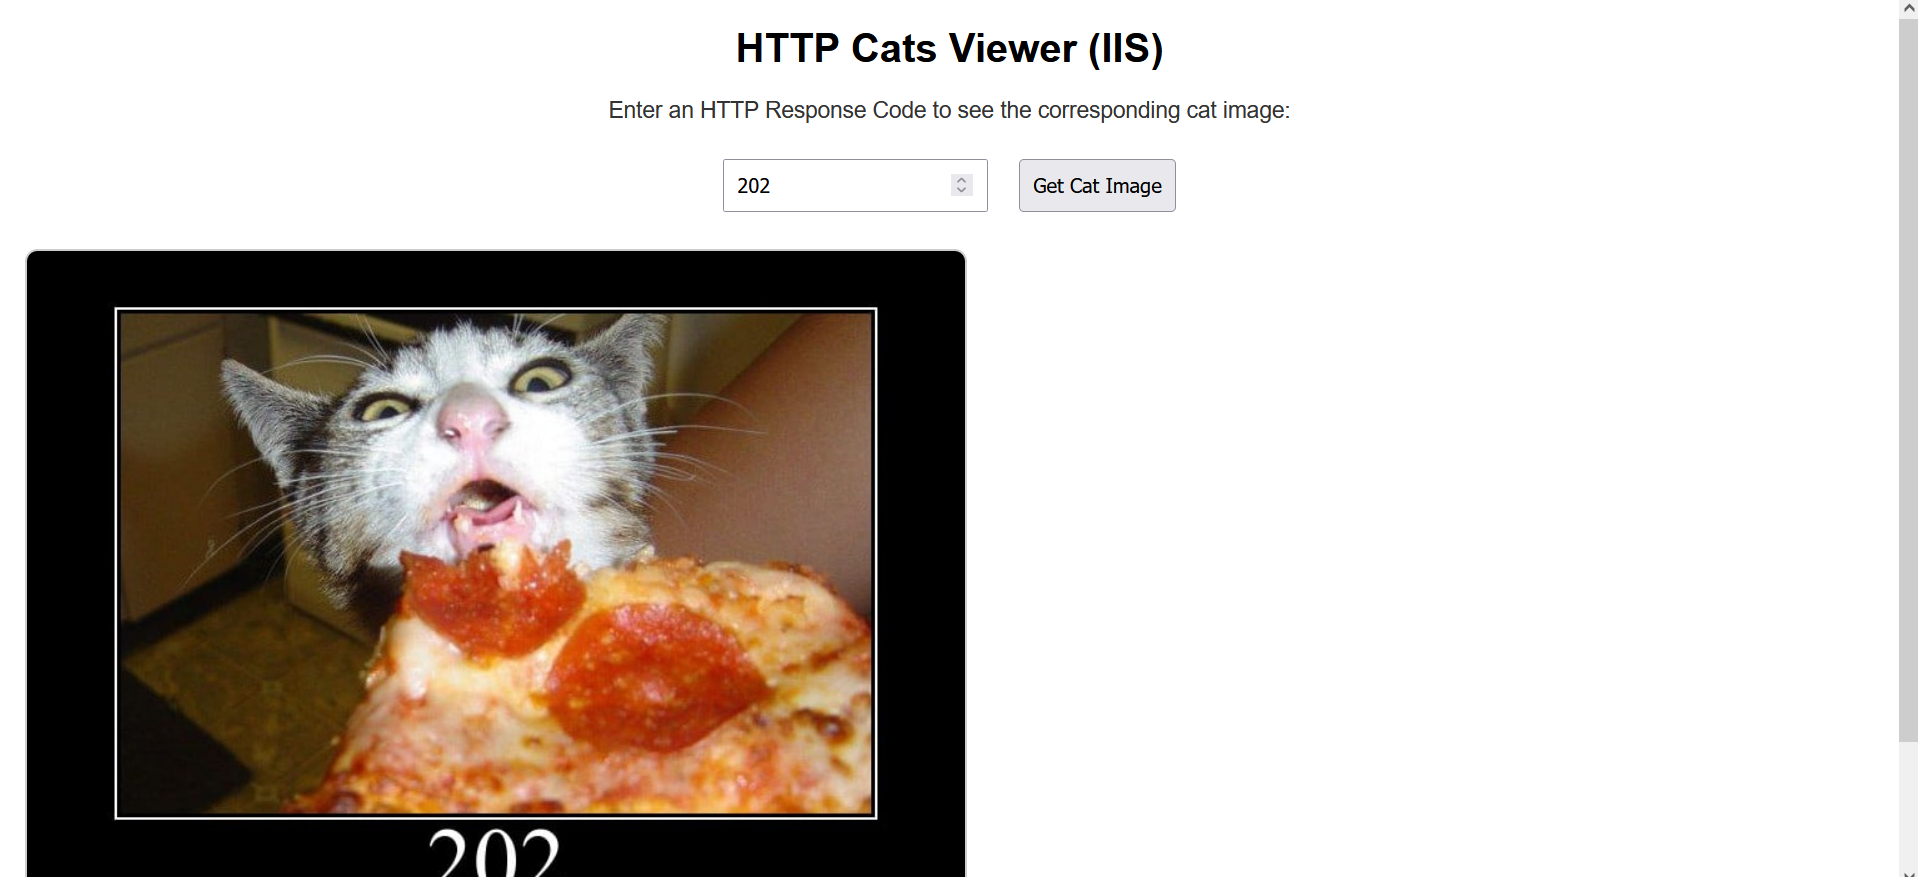 HTTP Cats Viewer (IIS)
Enter an HTTP Response Code to see the corresponding cat image:
202
Get Cat Image
202